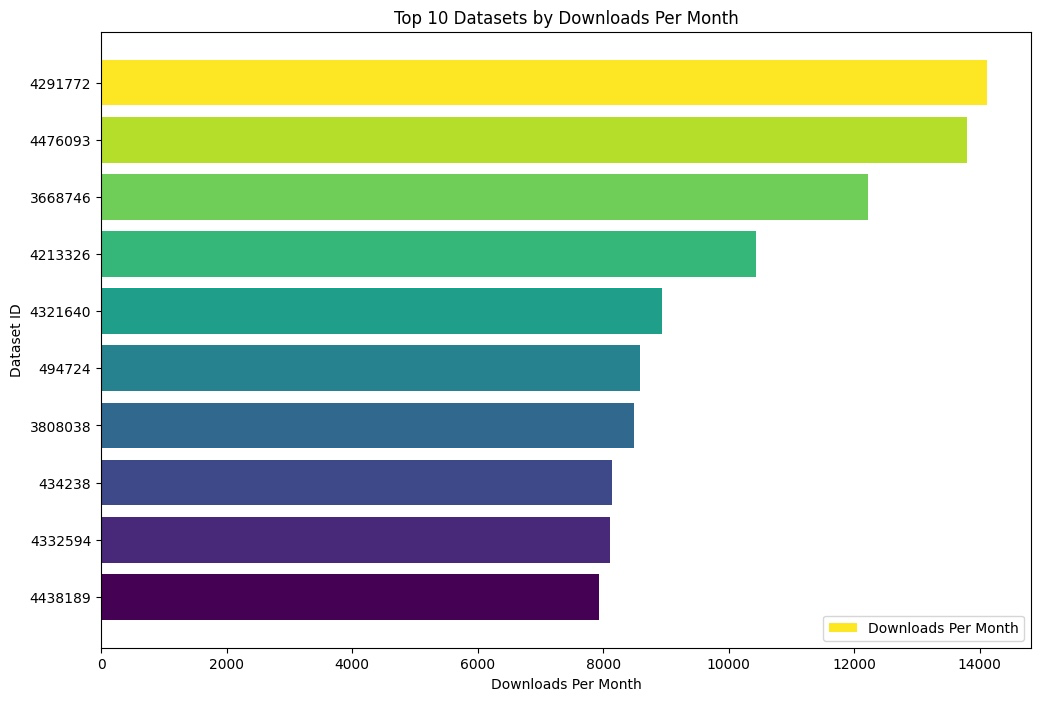 Top 10 Datasets by Downloads Per Month
4291772
4476093
3668746
4213326
4321640
494724
3808038
434238
4332594
4438189
Dataset ID
Downloads Per Month
0 2000 4000 6000 8000 10000 12000 14000
Downloads Per Month